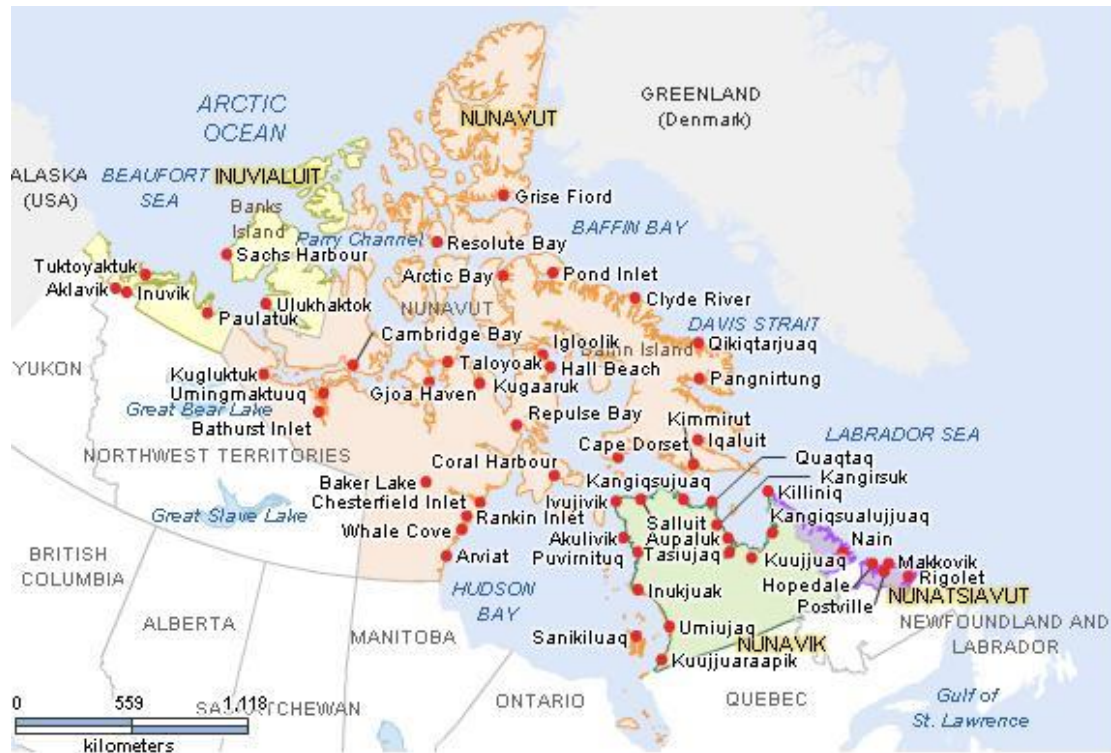 GREENLAND
(Denmark)
ARCTIC
OCEAN
NUNAVUT
ALASKA
(USA)
BEAUFORT
SEA
INUVIALUIT
Banks
Island
Grise Fiord
BAFFIN BAY
Parry Channel
Resolute Bay
Sachs Harbour
Tuktoyaktuk
Arctic Bay
Pond Inlet
Aklavik
Inuvik
Ulukhaktok
NUNAVUT
Clyde River
Paulatuk
Cambridge Bay
DAVIS STRAIT
Igloolik
Baffin Island
Qikiqtarjuaq
YUKON
Kugluktuk
Taloyoak
Hall Beach
Pangnirtung
Umingmaktuuq
Gjoa Haven
Kugaaruk
Great Bear Lake
Repulse Bay
Kimmirut
Bathurst Inlet
Cape Dorset
Iqaluit
LABRADOR SEA
NORTHWEST TERRITORIES
Quaqtaq
Coral Harbour
Kangirsuk
Baker Lake
Kangiqsujuaq
Killiniq
Chesterfield Inlet
Ivujivik
Great Slave Lake
Rankin Inlet
Salluit
Kangiqsualujjuaq
Whale Cove
Akulivik
Aupaluk
Nain
BRITISH
COLUMBIA
Arviat
Puvirnituq
Tasiujaq
Kuujjuaq
Makkovik
Hopedale
Rigolet
HUDSON
BAY
Inukjuak
Postville
NUNATSIAVUT
ALBERTA
MANITOBA
Sanikiluaq
Umiujaq
NUNAVIK
NEWFOUNDLAND AND
LABRADOR
Kuujjuaraapik
0 559 1,118
SASKATCHEWAN
ONTARIO
QUEBEC
Gulf of
St. Lawrence
kilometers